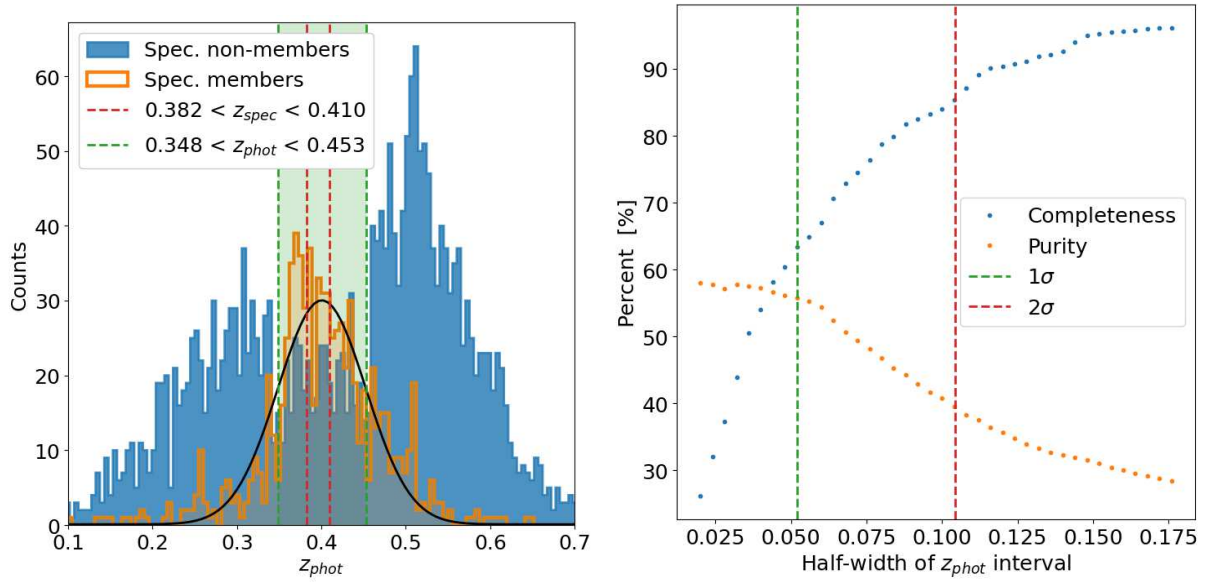 Spec. non-members
Spec. members
0.382 < z_spec < 0.410
0.348 < z_phot < 0.453
Counts
60
50
40
30
20
10
0
0.1 0.2 0.3 0.4 0.5 0.6 0.7
z_phot
Percent [%]
90
80
70
60
50
40
30
Completeness
Purity
1σ
2σ
0.025 0.050 0.075 0.100 0.125 0.150 0.175
Half-width of z_phot interval